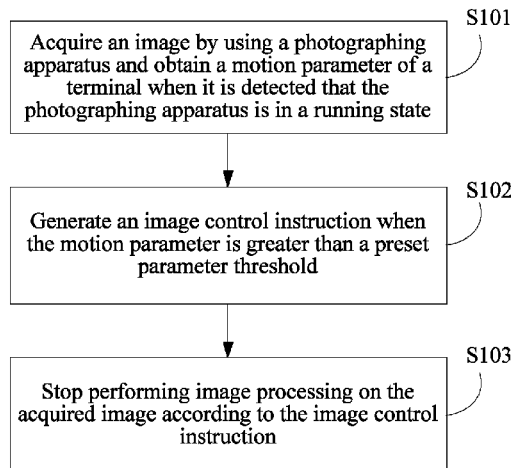 S101
Acquire an image by using a photographing
apparatus and obtain a motion parameter of a
terminal when it is detected that the
photographing apparatus is in a running state
S102
Generate an image control instruction when
the motion parameter is greater than a preset
parameter threshold
S103
Stop performing image processing on the
acquired image according to the image control
instruction